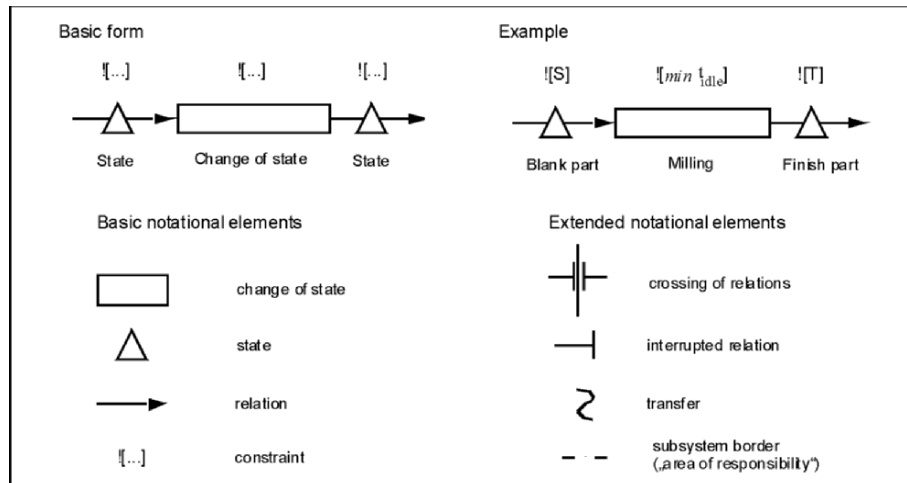 Basic form
![...] ![...] ![...]
State Change of state State
Example
![S] ![min t idle] ![T]
Blank part Milling Finish part
Basic notational elements
change of state
state
relation
![...] constraint
Extended notational elements
crossing of relations
interrupted relation
transfer
subsystem border
(„area of responsibility“)